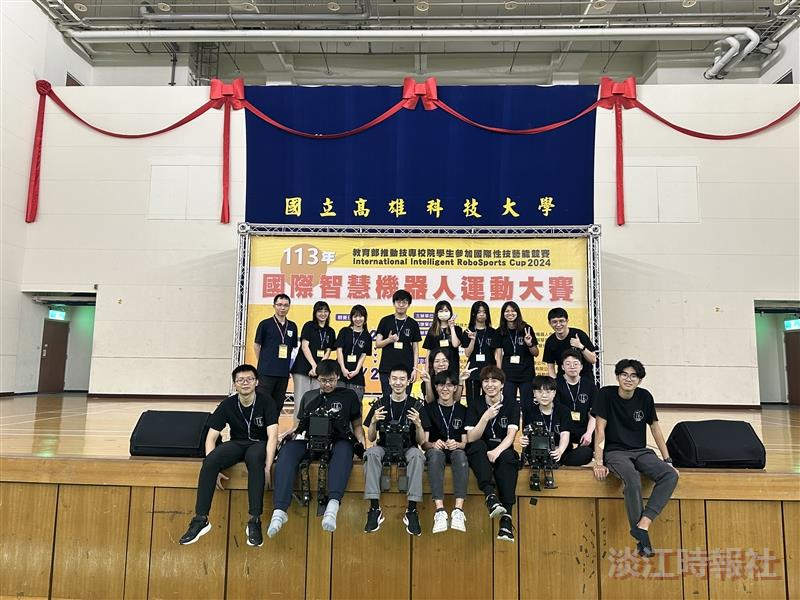 國立高雄科技大學
113年
教育部推動技專校院學生參加國際性技藝能競賽
International Intelligent RoboSports Cup 2024
國際智慧機器人運動大賽
淡江時報社